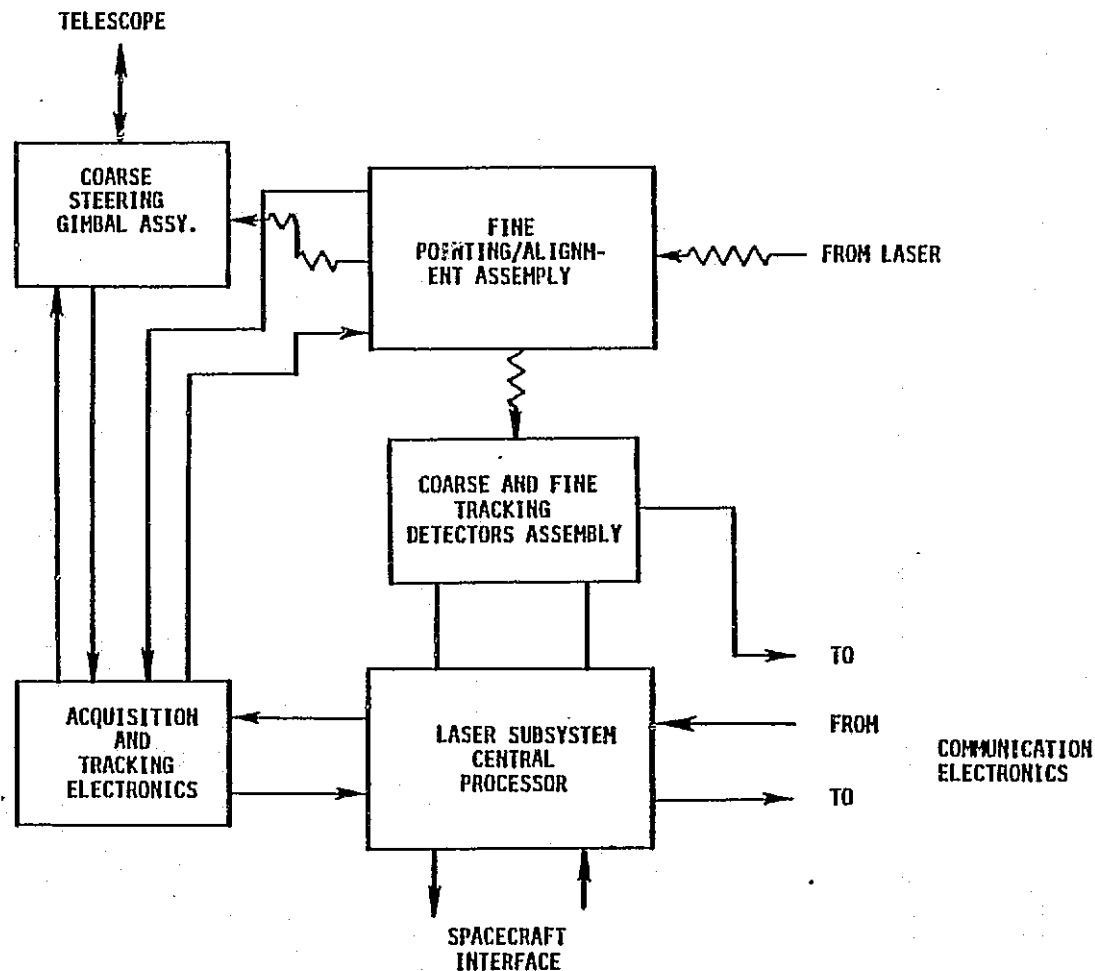 TELESCOPE
COARSE
STEERING
GIMBAL ASSY.
FINE
POINTING/ALIGNM-
ENT ASSEMPLY
FROM LASER
COARSE AND FINE
TRACKING
DETECTORS ASSEMBLY
TO
ACQUISITION
AND
TRACKING
ELECTRONICS
LASER SUBSYSTEM
CENTRAL
PROCESSOR
FROM
COMMUNICATION
ELECTRONICS
TO
SPACECRAFT
INTERFACE